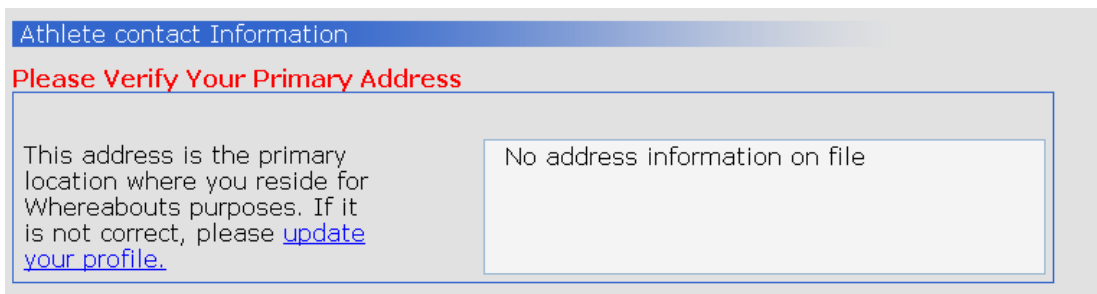 Athlete contact Information
Please Verify Your Primary Address
This address is the primary
location where you reside for
Whereabouts purposes. If it
is not correct, please update
your profile.
No address information on file